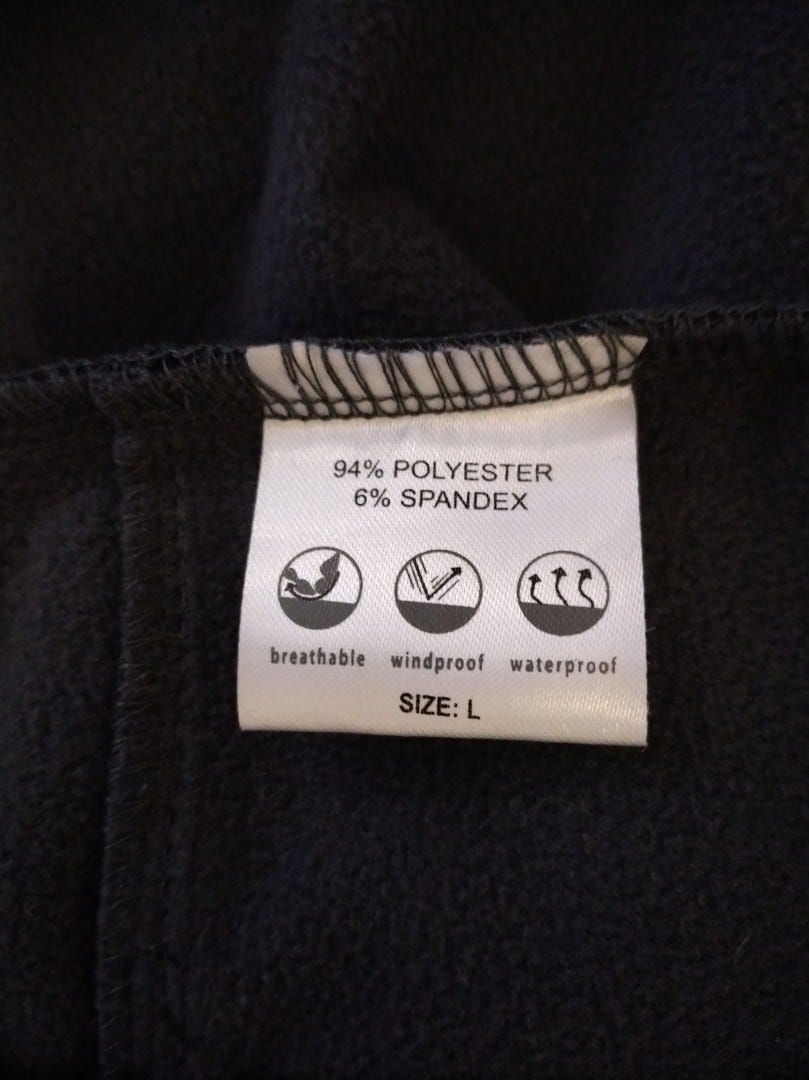 94% POLYESTER
6% SPANDEX
breathable windproof waterproof
SIZE: L